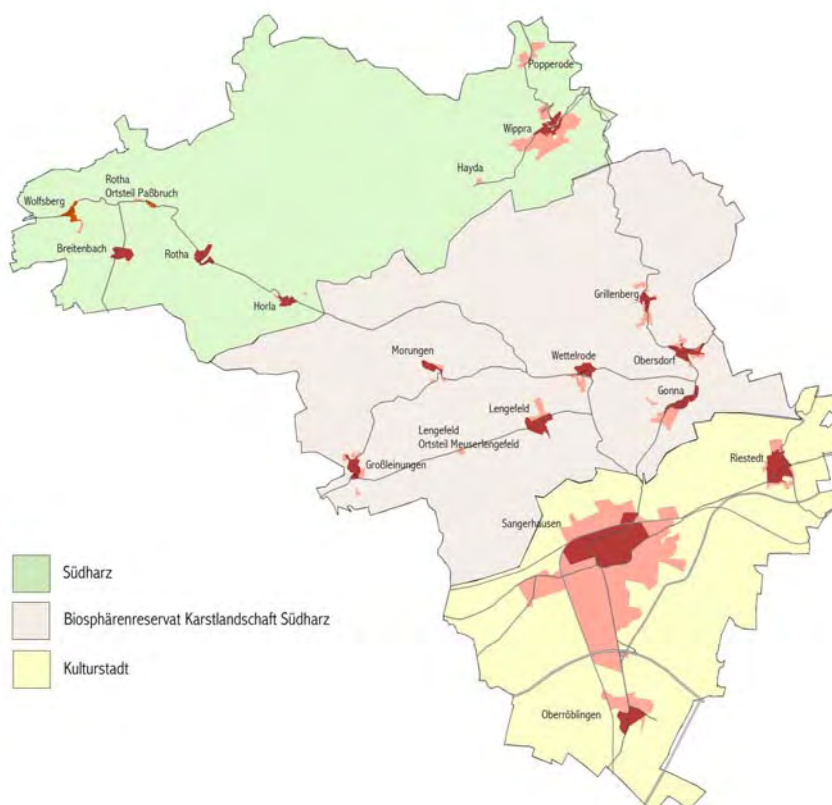 Popperode
Wippra
Hayda
Rotha
Ortsteil Paßbruch
Wolfsberg
Breitenbach
Rotha
Horla
Grillenberg
Morungen
Wettelrode
Obersdorf
Gonna
Lengefeld
Lengefeld
Ortsteil Meuserlengefeld
Großleinungen
Riestedt
Sangerhausen
Südharz
Biosphärenreservat Karstlandschaft Südharz
Kulturstadt
Oberröblingen